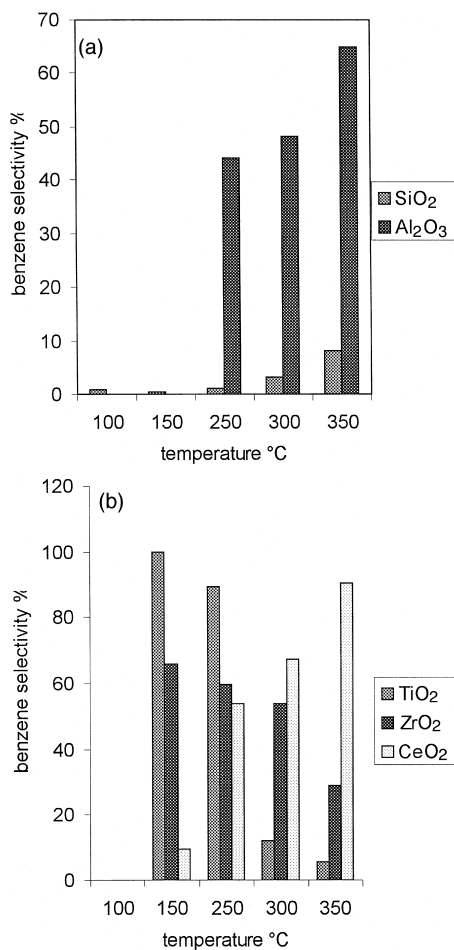 70
(a)
60
50
40
30
20
10
0
benzene selectivity %
100 150 250 300 350
temperature °C
SiO2
Al2O3
120
(b)
100
80
60
40
20
0
benzene selectivity %
100 150 250 300 350
temperature °C
TiO2
ZrO2
CeO2